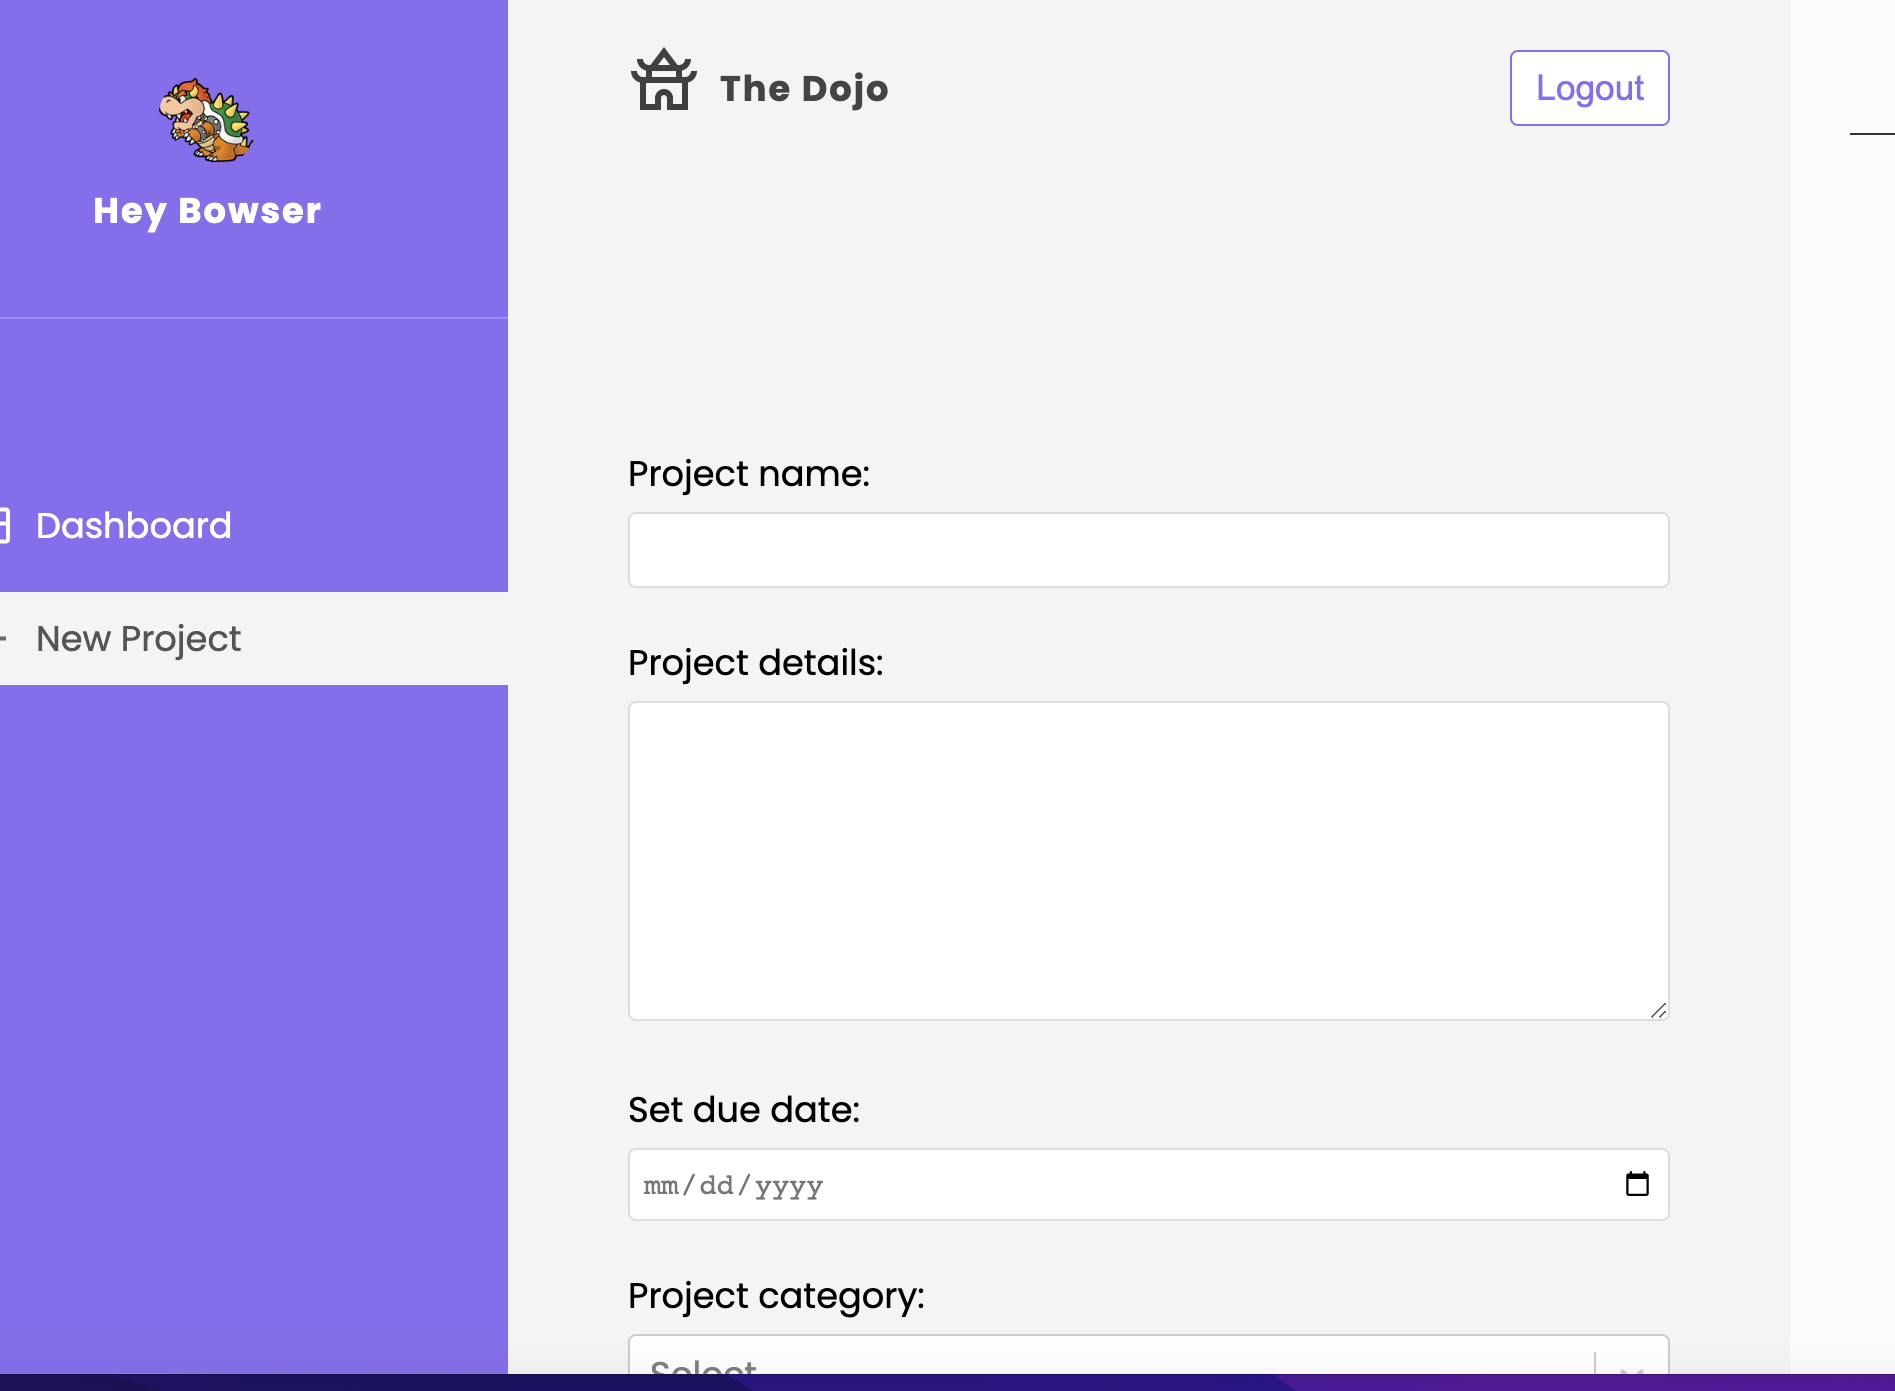 The Dojo
Logout
Hey Bowser
Dashboard
New Project
Project name:
Project details:
Set due date:
mm/dd/yyyy
Project category:
Select